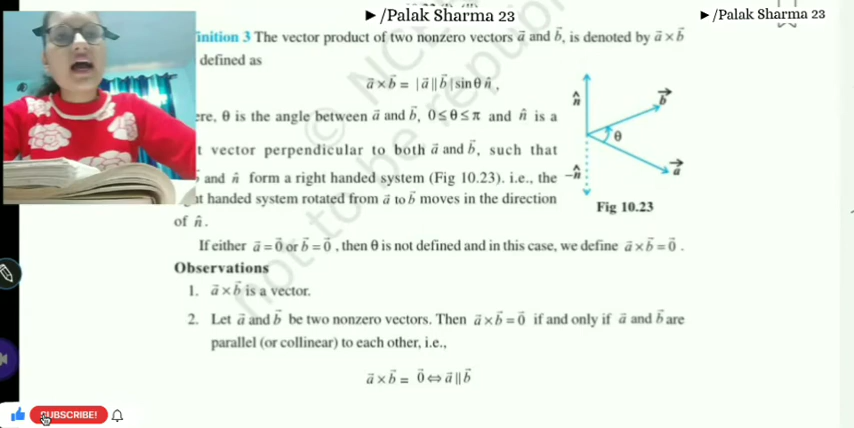 ▶ /Palak Sharma 23
▶ /Palak Sharma 23
inition 3 The vector product of two nonzero vectors a⃗ and b⃗, is denoted by a⃗ × b⃗
defined as
a⃗ × b⃗ = |a⃗||b⃗| sin θ n̂ ,
ere, θ is the angle between a⃗ and b⃗, 0 ≤ θ ≤ π and n̂ is a
t vector perpendicular to both a⃗ and b⃗, such that
and n̂ form a right handed system (Fig 10.23). i.e., the
t handed system rotated from a⃗ to b⃗ moves in the direction
of n̂ .
n̂
b⃗
θ
a⃗
−n̂
Fig 10.23
If either a⃗ = 0⃗ or b⃗ = 0⃗ , then θ is not defined and in this case, we define a⃗ × b⃗ = 0⃗ .
Observations
1. a⃗ × b⃗ is a vector.
2. Let a⃗ and b⃗ be two nonzero vectors. Then a⃗ × b⃗ = 0⃗ if and only if a⃗ and b⃗ are
parallel (or collinear) to each other, i.e.,
a⃗ × b⃗ = 0⃗ ⇔ a⃗ || b⃗
© NCE
not to be republi
SUBSCRIBE!